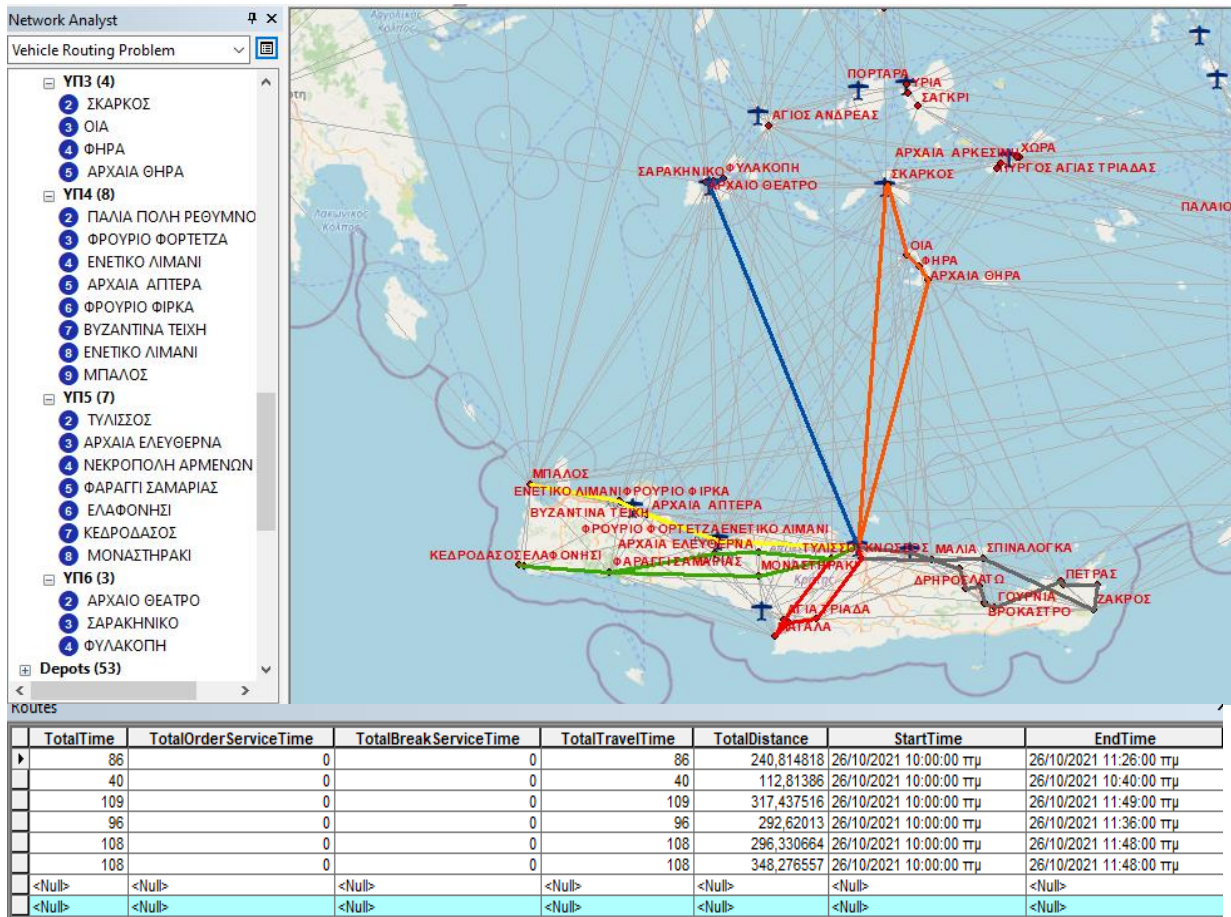 Network Analyst
Vehicle Routing Problem
ΥΠ3 (4)
2 ΣΚΑΡΚΟΣ
3 ΟΙΑ
4 ΦΗΡΑ
5 ΑΡΧΑΙΑ ΘΗΡΑ
ΥΠ4 (8)
2 ΠΑΛΙΑ ΠΟΛΗ ΡΕΘΥΜΝΟ
3 ΦΡΟΥΡΙΟ ΦΟΡΤΕΤΖΑ
4 ΕΝΕΤΙΚΟ ΛΙΜΑΝΙ
5 ΑΡΧΑΙΑ ΑΠΤΕΡΑ
6 ΦΡΟΥΡΙΟ ΦΙΡΚΑ
7 ΒΥΖΑΝΤΙΝΑ ΤΕΙΧΗ
8 ΕΝΕΤΙΚΟ ΛΙΜΑΝΙ
9 ΜΠΑΛΟΣ
ΥΠ5 (7)
2 ΤΥΛΙΣΣΟΣ
3 ΑΡΧΑΙΑ ΕΛΕΥΘΕΡΝΑ
4 ΝΕΚΡΟΠΟΛΗ ΑΡΜΕΝΩΝ
5 ΦΑΡΑΓΓΙ ΣΑΜΑΡΙΑΣ
6 ΕΛΑΦΟΝΗΣΙ
7 ΚΕΔΡΟΔΑΣΟΣ
8 ΜΟΝΑΣΤΗΡΑΚΙ
ΥΠ6 (3)
2 ΑΡΧΑΙΟ ΘΕΑΤΡΟ
3 ΣΑΡΑΚΗΝΙΚΟ
4 ΦΥΛΑΚΟΠΗ
Depots (53)
Αργολικός Κόλπος
Λακωνικός Κόλπος
ΠΟΡΤΑΡΑ
ΥΡΙΑ
ΣΑΓΚΡΙ
ΑΓΙΟΣ ΑΝΔΡΕΑΣ
ΑΡΧΑΙΑ ΑΡΚΕΣΙΝΗ
ΧΩΡΑ
ΠΥΡΓΟΣ ΑΓΙΑΣ ΤΡΙΑΔΑΣ
ΣΑΡΑΚΗΝΙΚΟ
ΦΥΛΑΚΟΠΗ
ΑΡΧΑΙΟ ΘΕΑΤΡΟ
ΣΚΑΡΚΟΣ
ΠΑΛΑΙΟ
ΟΙΑ
ΦΗΡΑ
ΑΡΧΑΙΑ ΘΗΡΑ
ΜΠΑΛΟΣ
ΕΝΕΤΙΚΟ ΛΙΜΑΝΙ
ΦΡΟΥΡΙΟ ΦΙΡΚΑ
ΑΡΧΑΙΑ ΑΠΤΕΡΑ
ΒΥΖΑΝΤΙΝΑ ΤΕΙΧΗ
ΦΡΟΥΡΙΟ ΦΟΡΤΕΤΖΑ
ΕΝΕΤΙΚΟ ΛΙΜΑΝΙ
ΑΡΧΑΙΑ ΕΛΕΥΘΕΡΝΑ
ΤΥΛΙΣΣΟΣ
ΚΝΩΣΣΟΣ
ΜΑΛΙΑ
ΣΠΙΝΑΛΟΓΚΑ
ΚΕΔΡΟΔΑΣΟΣ
ΕΛΑΦΟΝΗΣΙ
ΦΑΡΑΓΓΙ ΣΑΜΑΡΙΑΣ
ΜΟΝΑΣΤΗΡΑΚΙ
Κρήτης
ΔΡΗΡΟΣ
ΛΑΤΩ
ΠΕΤΡΑΣ
ΓΟΥΡΝΙΑ
ΖΑΚΡΟΣ
ΒΡΟΚΑΣΤΡΟ
ΑΓΙΑ ΤΡΙΑΔΑ
ΜΑΤΑΛΑ
Routes
TotalTime TotalOrderServiceTime TotalBreakServiceTime TotalTravelTime TotalDistance StartTime EndTime
86 0 0 86 240,814818 26/10/2021 10:00:00 πμ 26/10/2021 11:26:00 πμ
40 0 0 40 112,81386 26/10/2021 10:00:00 πμ 26/10/2021 10:40:00 πμ
109 0 0 109 317,437516 26/10/2021 10:00:00 πμ 26/10/2021 11:49:00 πμ
96 0 0 96 292,62013 26/10/2021 10:00:00 πμ 26/10/2021 11:36:00 πμ
108 0 0 108 296,330664 26/10/2021 10:00:00 πμ 26/10/2021 11:48:00 πμ
108 0 0 108 348,276557 26/10/2021 10:00:00 πμ 26/10/2021 11:48:00 πμ
<Null> <Null> <Null> <Null> <Null> <Null> <Null>
<Null> <Null> <Null> <Null> <Null> <Null> <Null>